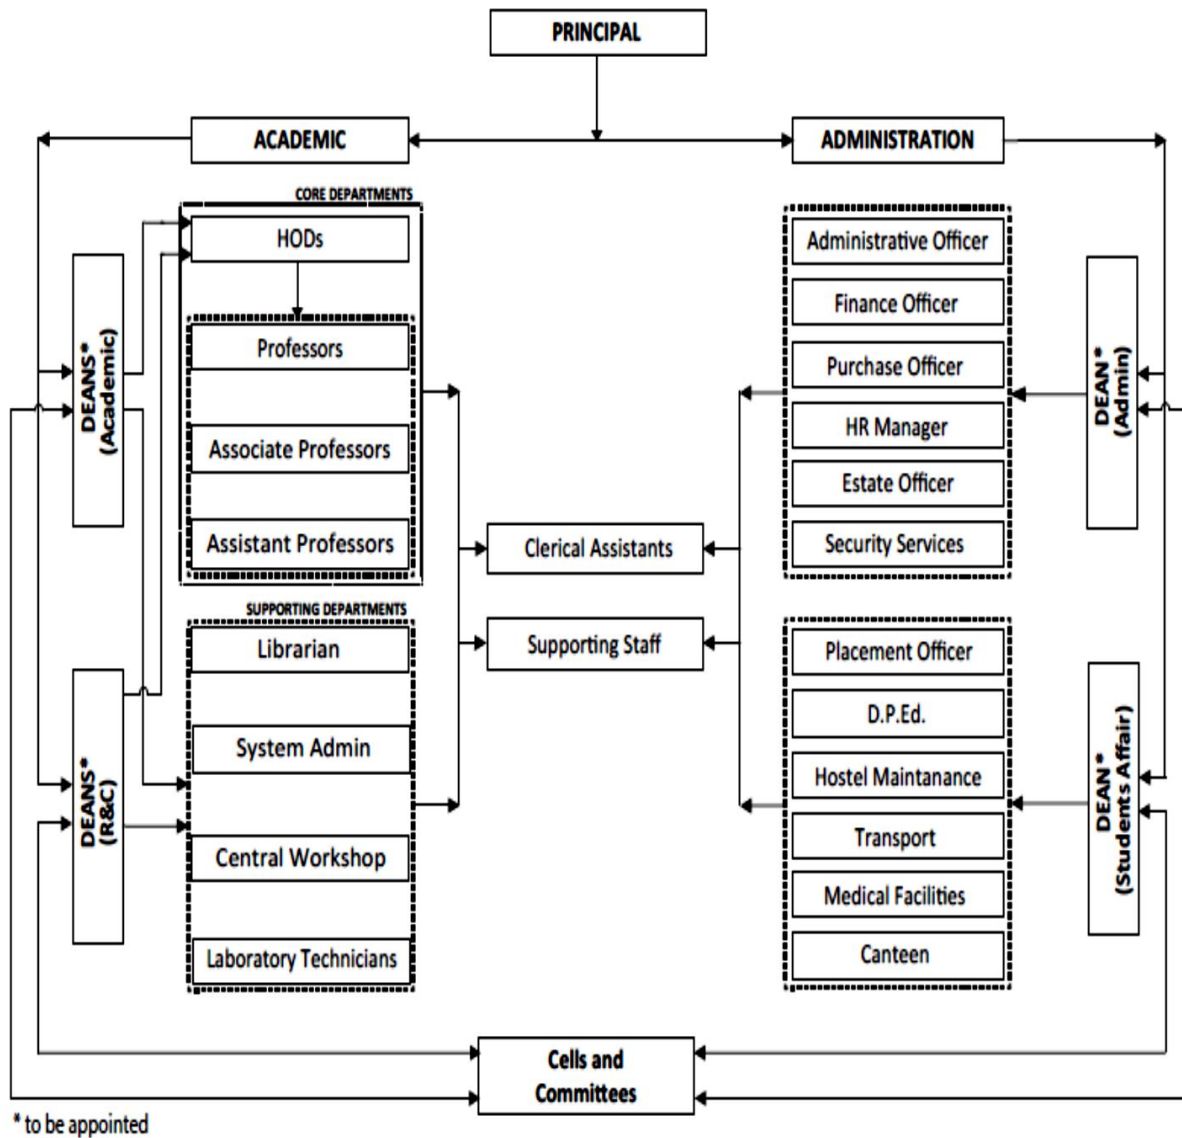 PRINCIPAL
ACADEMIC
ADMINISTRATION
CORE DEPARTMENTS
HODs
Professors
Associate Professors
Assistant Professors
SUPPORTING DEPARTMENTS
Librarian
System Admin
Central Workshop
Laboratory Technicians
DEANS*
(Academic)
DEANS*
(R&C)
Clerical Assistants
Supporting Staff
Administrative Officer
Finance Officer
Purchase Officer
HR Manager
Estate Officer
Security Services
Placement Officer
D.P.Ed.
Hostel Maintanance
Transport
Medical Facilities
Canteen
DEAN*
(Admin)
DEAN*
(Students Affair)
Cells and
Committees
* to be appointed